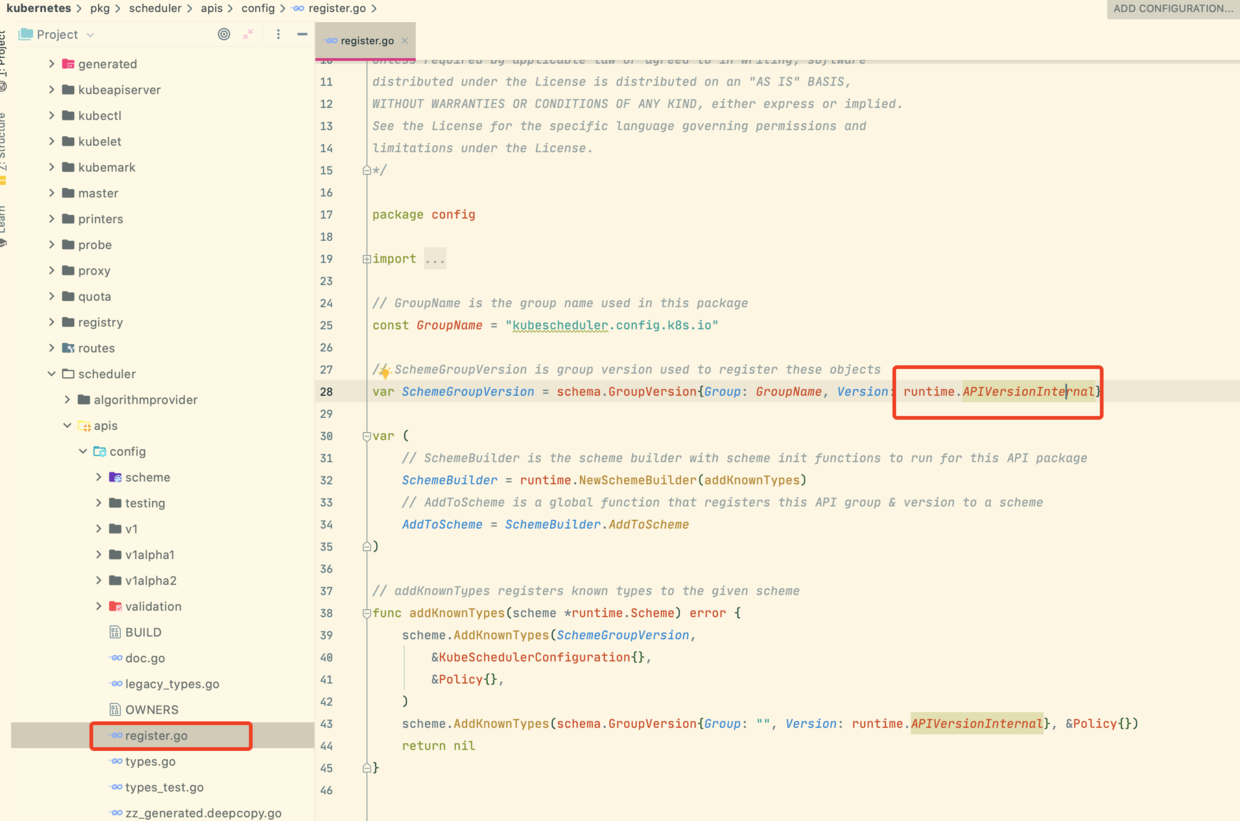 kubernetes > pkg > scheduler > apis > config > register.go >
ADD CONFIGURATION...
Project
register.go
1: Project
Z: Structure
Learn
generated
kubeapiserver
kubectl
kubelet
kubemark
master
printers
probe
proxy
quota
registry
routes
scheduler
algorithmprovider
apis
config
scheme
testing
v1
v1alpha1
v1alpha2
validation
BUILD
doc.go
legacy_types.go
OWNERS
register.go
types.go
types_test.go
zz_generated.deepcopy.go
10 Unless required by applicable law or agreed to in writing, software
11 distributed under the License is distributed on an "AS IS" BASIS,
12 WITHOUT WARRANTIES OR CONDITIONS OF ANY KIND, either express or implied.
13 See the License for the specific language governing permissions and
14 limitations under the License.
15 */
16
17 package config
18
19 import ...
23
24 // GroupName is the group name used in this package
25 const GroupName = "kubescheduler.config.k8s.io"
26
27 // SchemeGroupVersion is group version used to register these objects
28 var SchemeGroupVersion = schema.GroupVersion{Group: GroupName, Version: runtime.APIVersionInternal}
29
30 var (
31 // SchemeBuilder is the scheme builder with scheme init functions to run for this API package
32 SchemeBuilder = runtime.NewSchemeBuilder(addKnownTypes)
33 // AddToScheme is a global function that registers this API group & version to a scheme
34 AddToScheme = SchemeBuilder.AddToScheme
35 )
36
37 // addKnownTypes registers known types to the given scheme
38 func addKnownTypes(scheme *runtime.Scheme) error {
39 scheme.AddKnownTypes(SchemeGroupVersion,
40 &KubeSchedulerConfiguration{},
41 &Policy{},
42 )
43 scheme.AddKnownTypes(schema.GroupVersion{Group: "", Version: runtime.APIVersionInternal}, &Policy{})
44 return nil
45 }
46